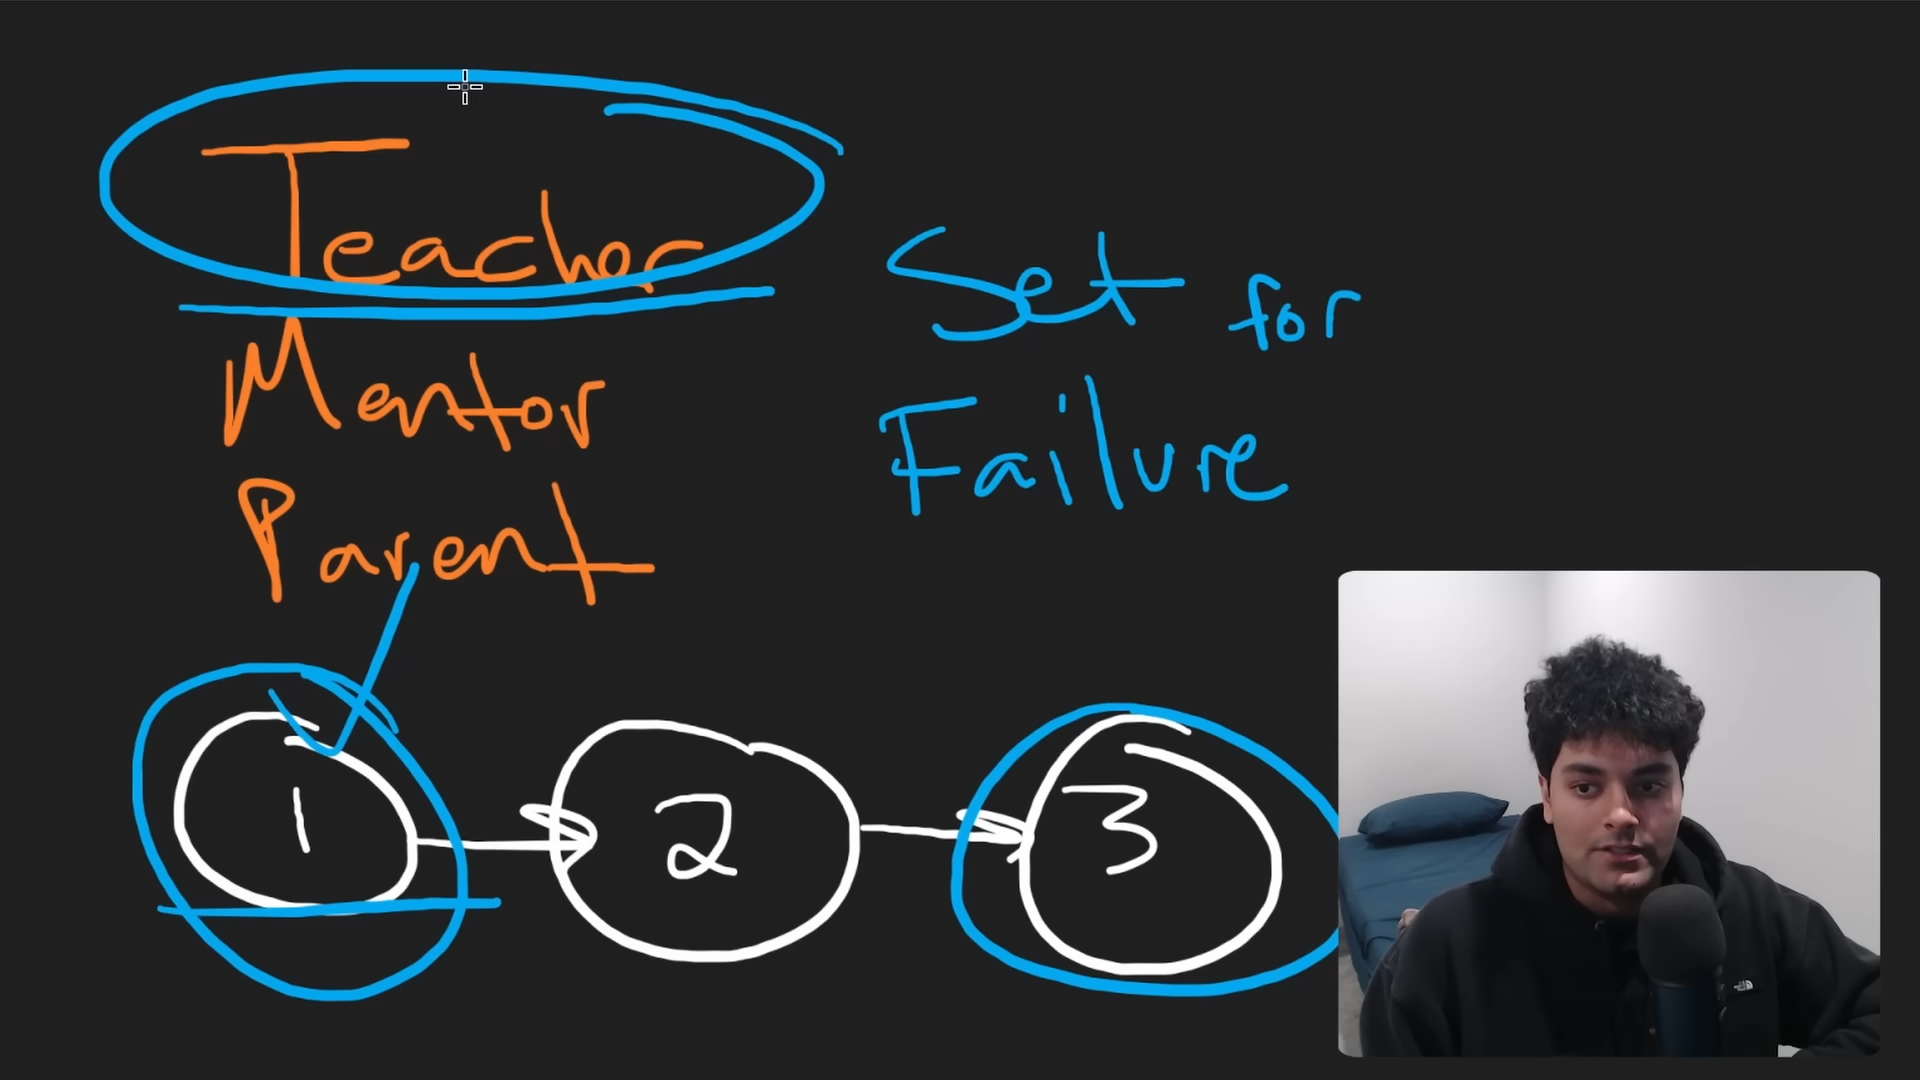 Teacher
Mentor
Parent
Set for
Failure
1
2
3